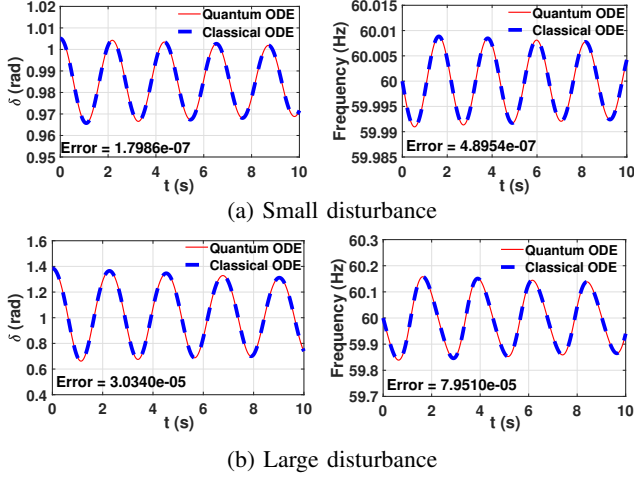 1.03
1.02
1.01
1
0.99
0.98
0.97
0.96
0.95
δ (rad)
Quantum ODE
Classical ODE
Error = 1.7986e-07
0 2 4 6 8 10
t (s)
60.015
60.01
60.005
60
59.995
59.99
59.985
Frequency (Hz)
Quantum ODE
Classical ODE
Error = 4.8954e-07
0 2 4 6 8 10
t (s)
(a) Small disturbance
1.6
1.4
1.2
1
0.8
0.6
0.4
δ (rad)
Quantum ODE
Classical ODE
Error = 3.0340e-05
0 2 4 6 8 10
t (s)
60.3
60.2
60.1
60
59.9
59.8
59.7
Frequency (Hz)
Quantum ODE
Classical ODE
Error = 7.9510e-05
0 2 4 6 8 10
t (s)
(b) Large disturbance